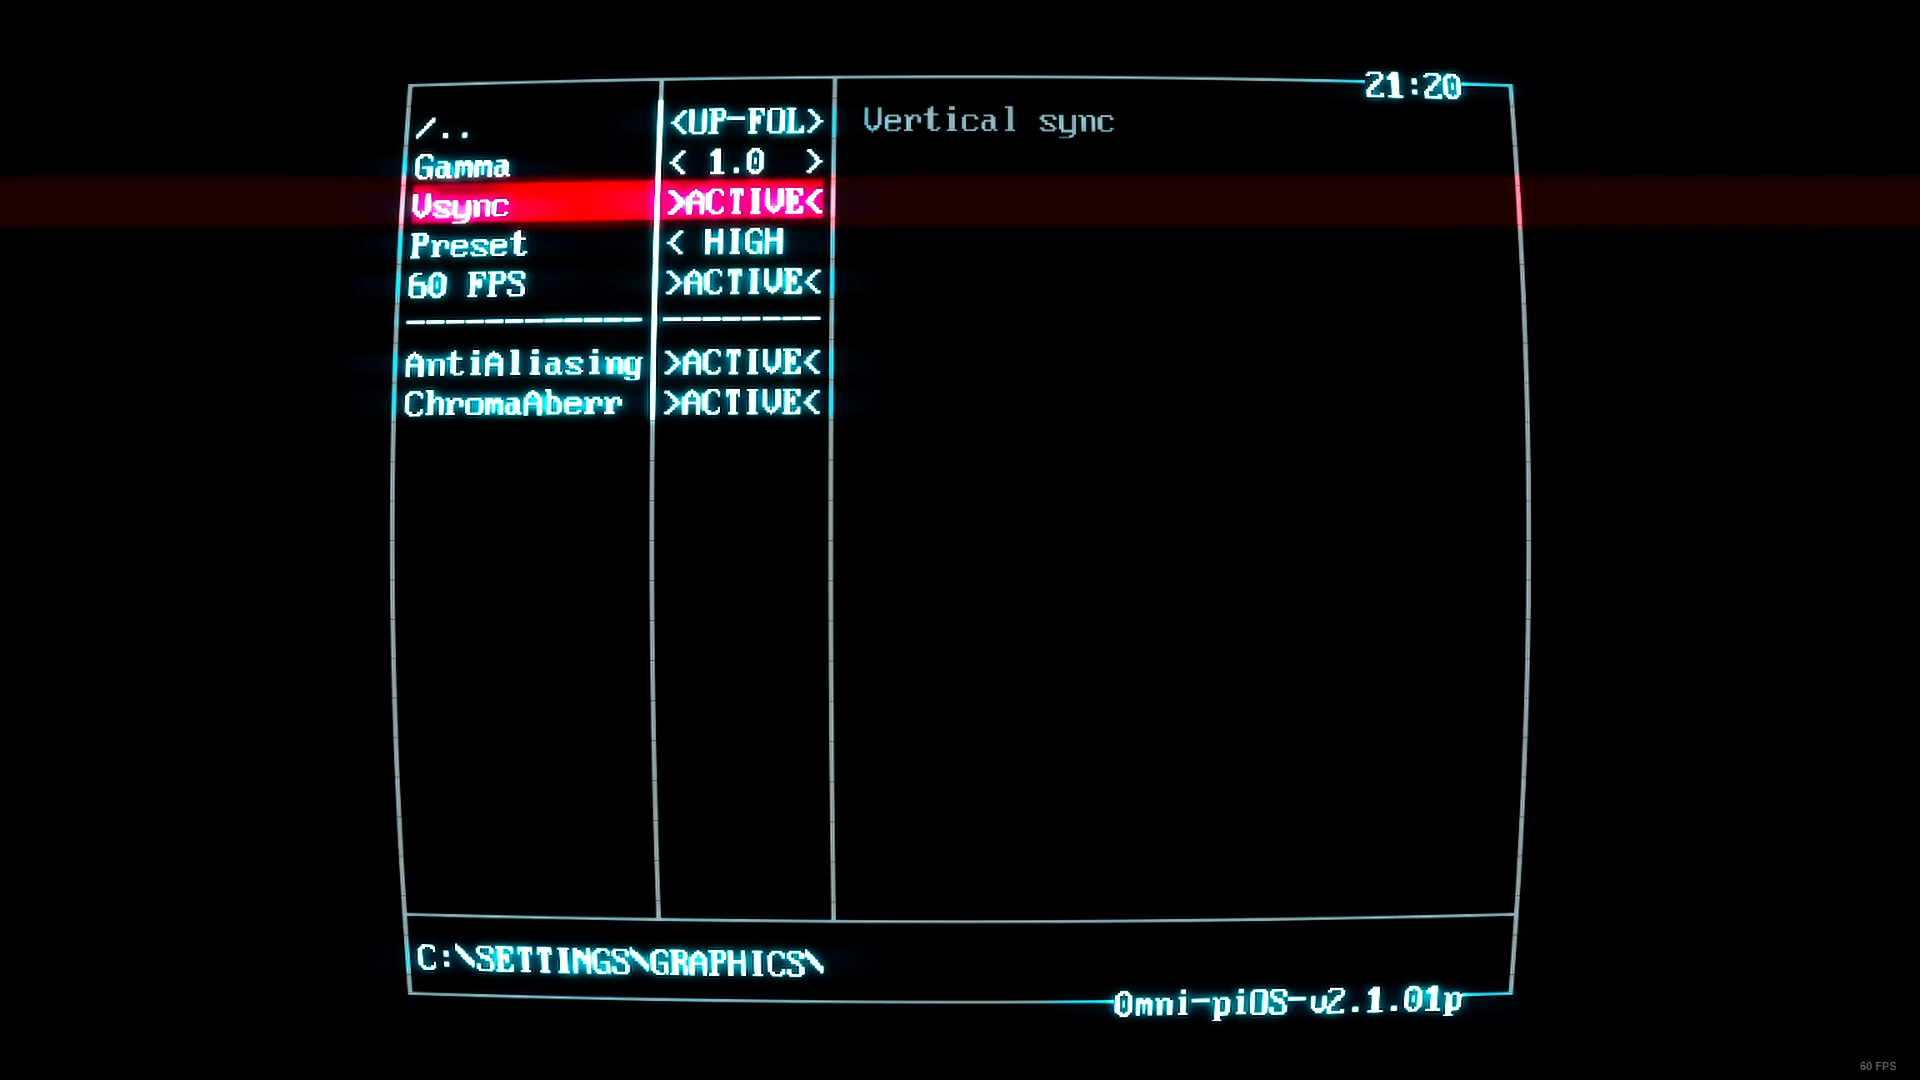 21:20
/.. <UP-FOL>
Gamma < 1.0 >
Vsync >ACTIVE<
Preset < HIGH
60 FPS >ACTIVE<
------------ --------
AntiAliasing >ACTIVE<
ChromaAberr >ACTIVE<
Vertical sync
C:\SETTINGS\GRAPHICS\
Omni-piOS-v2.1.01p
60 FPS